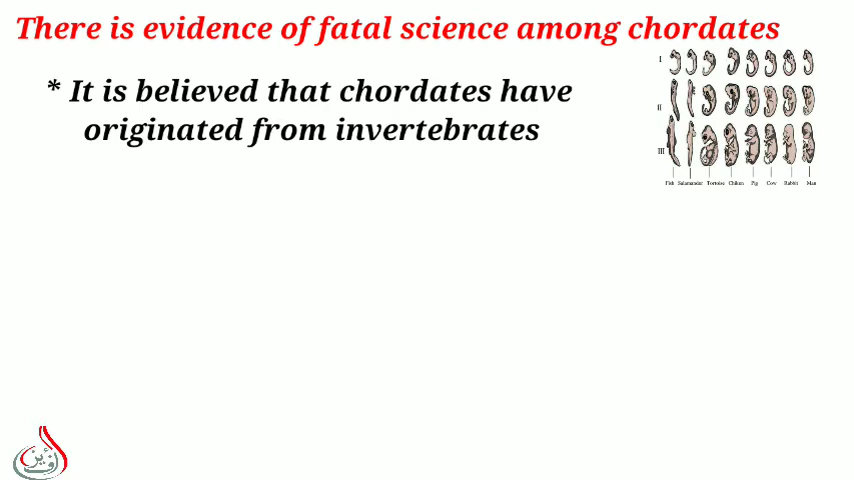 There is evidence of fatal science among chordates
* It is believed that chordates have
originated from invertebrates
I
II
III
Fish Salamander Tortoise Chiken Pig Cow Rabbit Man